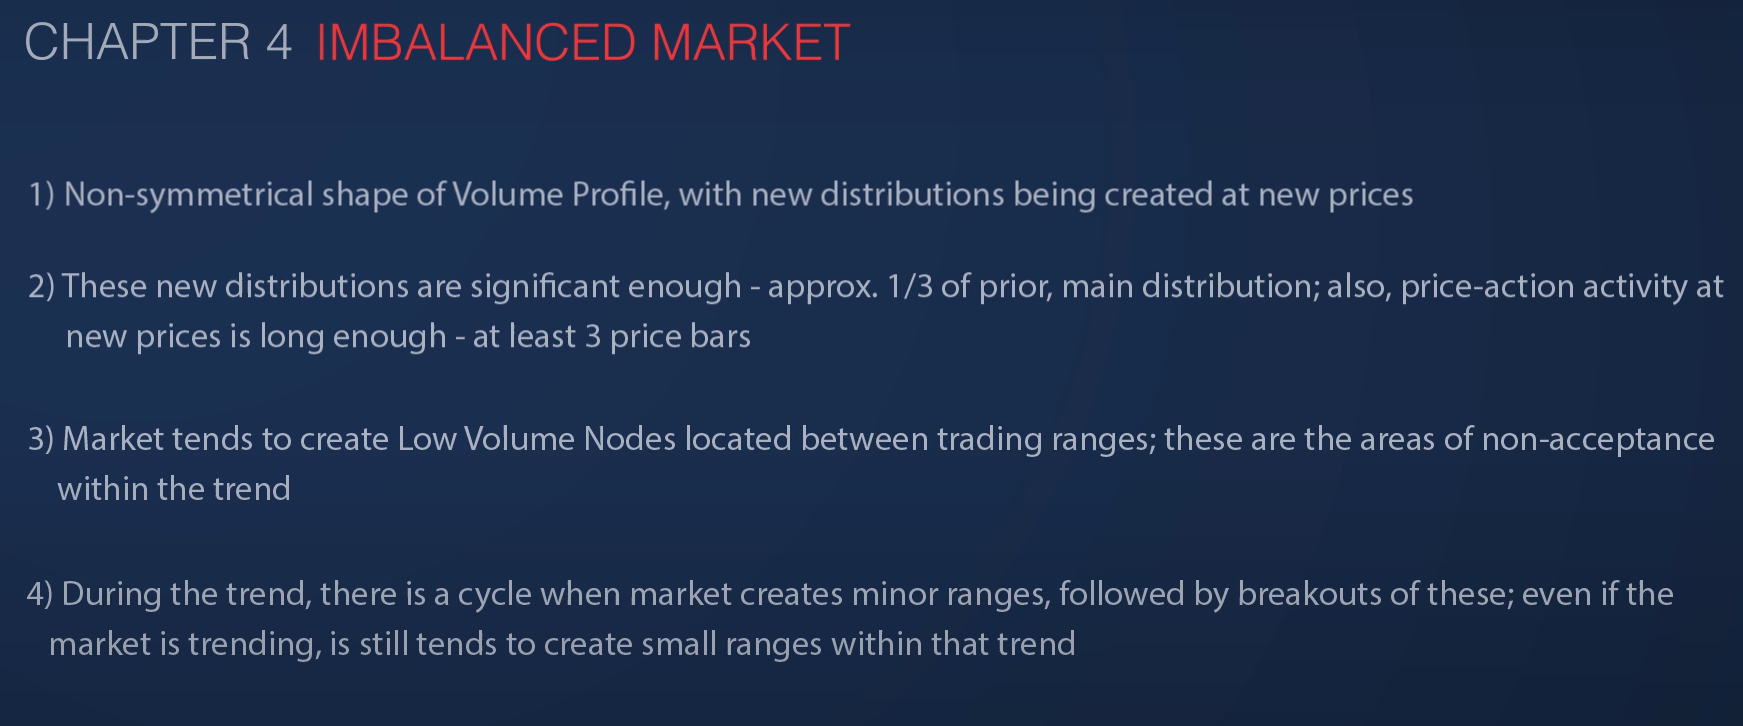 CHAPTER 4 IMBALANCED MARKET
1) Non-symmetrical shape of Volume Profile, with new distributions being created at new prices
2) These new distributions are significant enough - approx. 1/3 of prior, main distribution; also, price-action activity at
new prices is long enough - at least 3 price bars
3) Market tends to create Low Volume Nodes located between trading ranges; these are the areas of non-acceptance
within the trend
4) During the trend, there is a cycle when market creates minor ranges, followed by breakouts of these; even if the
market is trending, is still tends to create small ranges within that trend